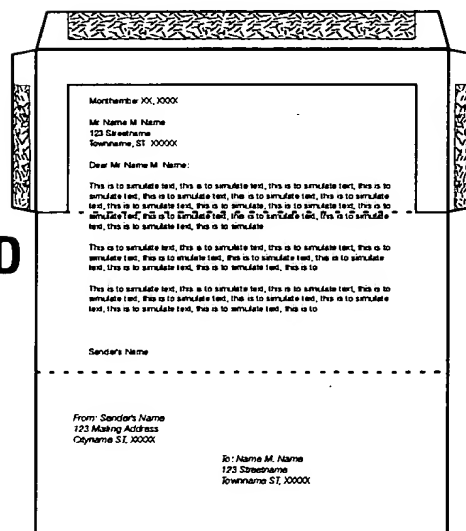 Monthember XX, XXXX
Mr Name M Name
123 Streetname
Townname, ST XXXXX
Dear Mr Name M Name:
This is to simulate text, this is to simulate text, this is to simulate text, this is to
simulate text, this is to simulate text, this is to simulate text, this is to simulate
text, this is to simulate text, this is to simulate, this is to simulate text, this is to
simulate text, this is to simulate text, this is to simulate text, this is to simulate
text, this is to simulate text, this is to simulate
This is to simulate text, this is to simulate text, this is to simulate text, this is to
simulate text, this is to simulate text, this is to simulate text, this is to simulate
text, this is to simulate text, this is to simulate text, this is to
This is to simulate text, this is to simulate text, this is to simulate text, this is to
simulate text, this is to simulate text, this is to simulate text, this is to simulate
text, this is to simulate text, this is to simulate text, this is to
Sender's Name
D
From: Sender's Name
123 Mailing Address
Cityname ST, XXXXX
To: Name M. Name
123 Streetname
Townname ST, XXXXX